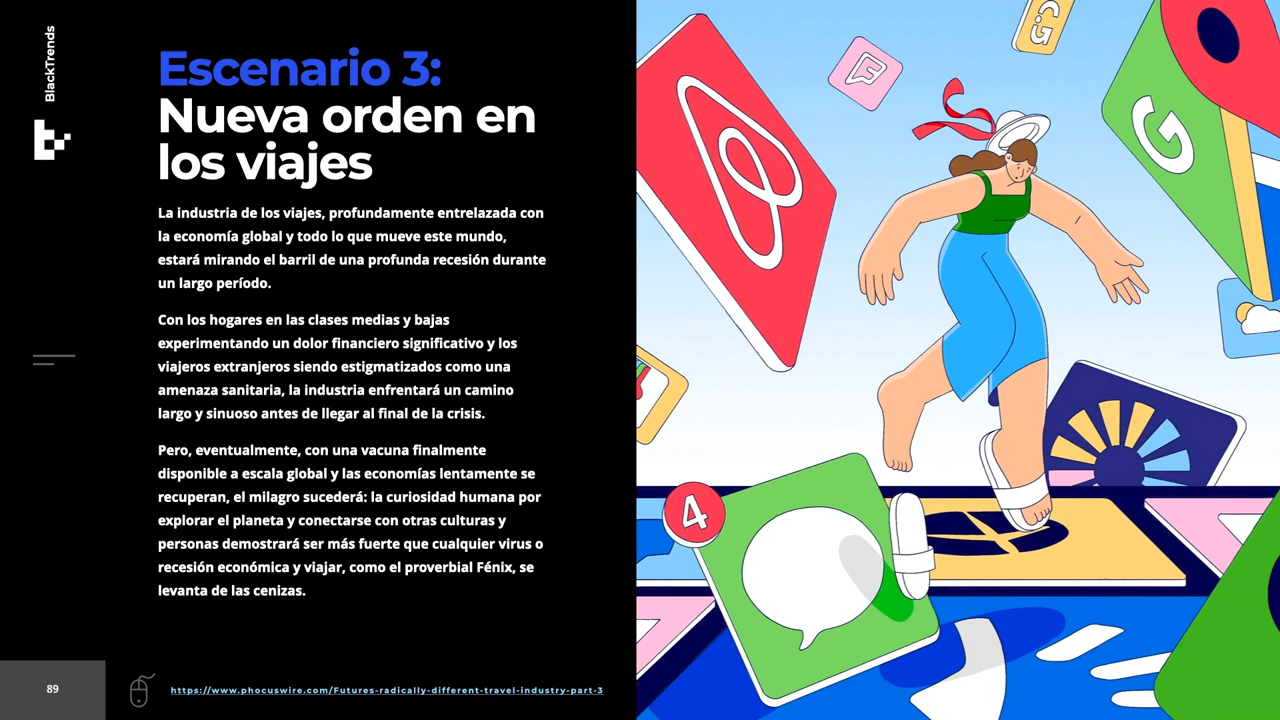 BlackTrends
Escenario 3:
Nueva orden en
los viajes
La industria de los viajes, profundamente entrelazada con
la economía global y todo lo que mueve este mundo,
estará mirando el barril de una profunda recesión durante
un largo período.
Con los hogares en las clases medias y bajas
experimentando un dolor financiero significativo y los
viajeros extranjeros siendo estigmatizados como una
amenaza sanitaria, la industria enfrentará un camino
largo y sinuoso antes de llegar al final de la crisis.
Pero, eventualmente, con una vacuna finalmente
disponible a escala global y las economías lentamente se
recuperan, el milagro sucederá: la curiosidad humana por
explorar el planeta y conectarse con otras culturas y
personas demostrará ser más fuerte que cualquier virus o
recesión económica y viajar, como el proverbial Fénix, se
levanta de las cenizas.
89
https://www.phocuswire.com/Futures-radically-different-travel-industry-part-3
G
4